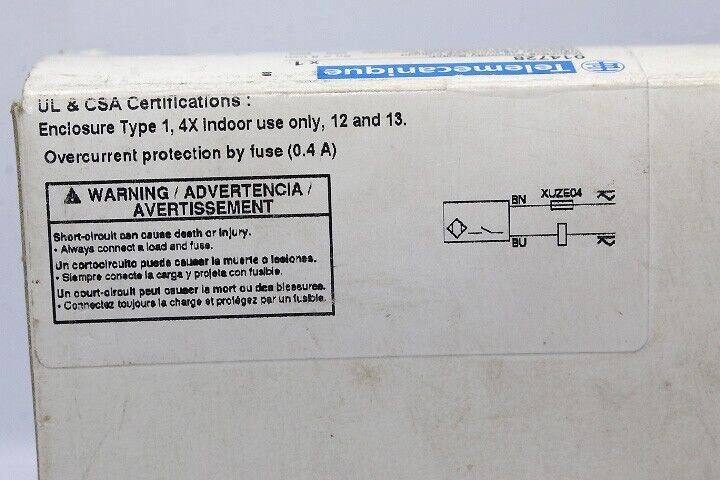 Telemecanique
014728
x 1
UL & CSA Certifications :
Enclosure Type 1, 4X indoor use only, 12 and 13.
Overcurrent protection by fuse (0.4 A)
WARNING / ADVERTENCIA /
AVERTISSEMENT
Short-circuit can cause death or injury.
• Always connect a load and fuse.
Un cortocircuito puede causar la muerte o lesiones.
• Siempre conecte la carga y projeta con fusible.
Un court-circuit peut causer la mort ou des blessures.
• Connectez toujours la charge et protégez par un fusible.
BN XUZE04
BU